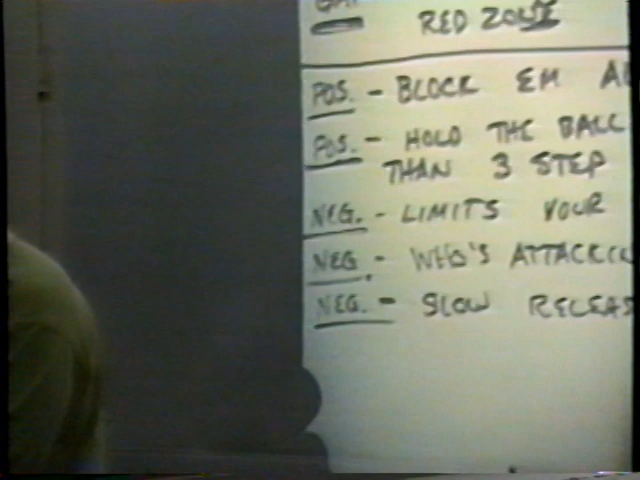 RED ZONE
POS. - BLOCK EM
POS. - HOLD THE BALL
THAN 3 STEP
NEG. - LIMITS YOUR
NEG. - WHO'S
NEG. - SLOW